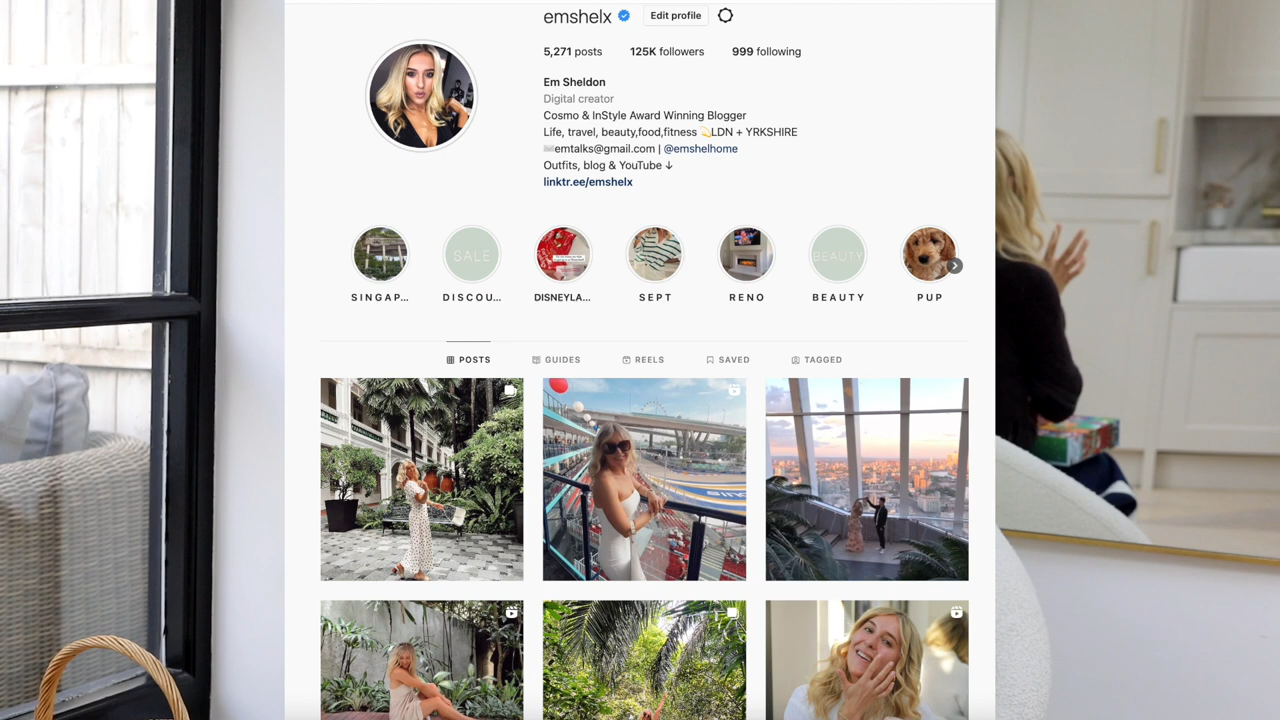 emshelx Edit profile
5,271 posts 125K followers 999 following
Em Sheldon
Digital creator
Cosmo & InStyle Award Winning Blogger
Life, travel, beauty,food,fitness 💫LDN + YRKSHIRE
✉️emtalks@gmail.com | @emshelhome
Outfits, blog & YouTube ↓
linktr.ee/emshelx
SALE
BEAUTY
SINGAP... DISCOU... DISNEYLA... SEPT RENO BEAUTY PUP
POSTS GUIDES REELS SAVED TAGGED